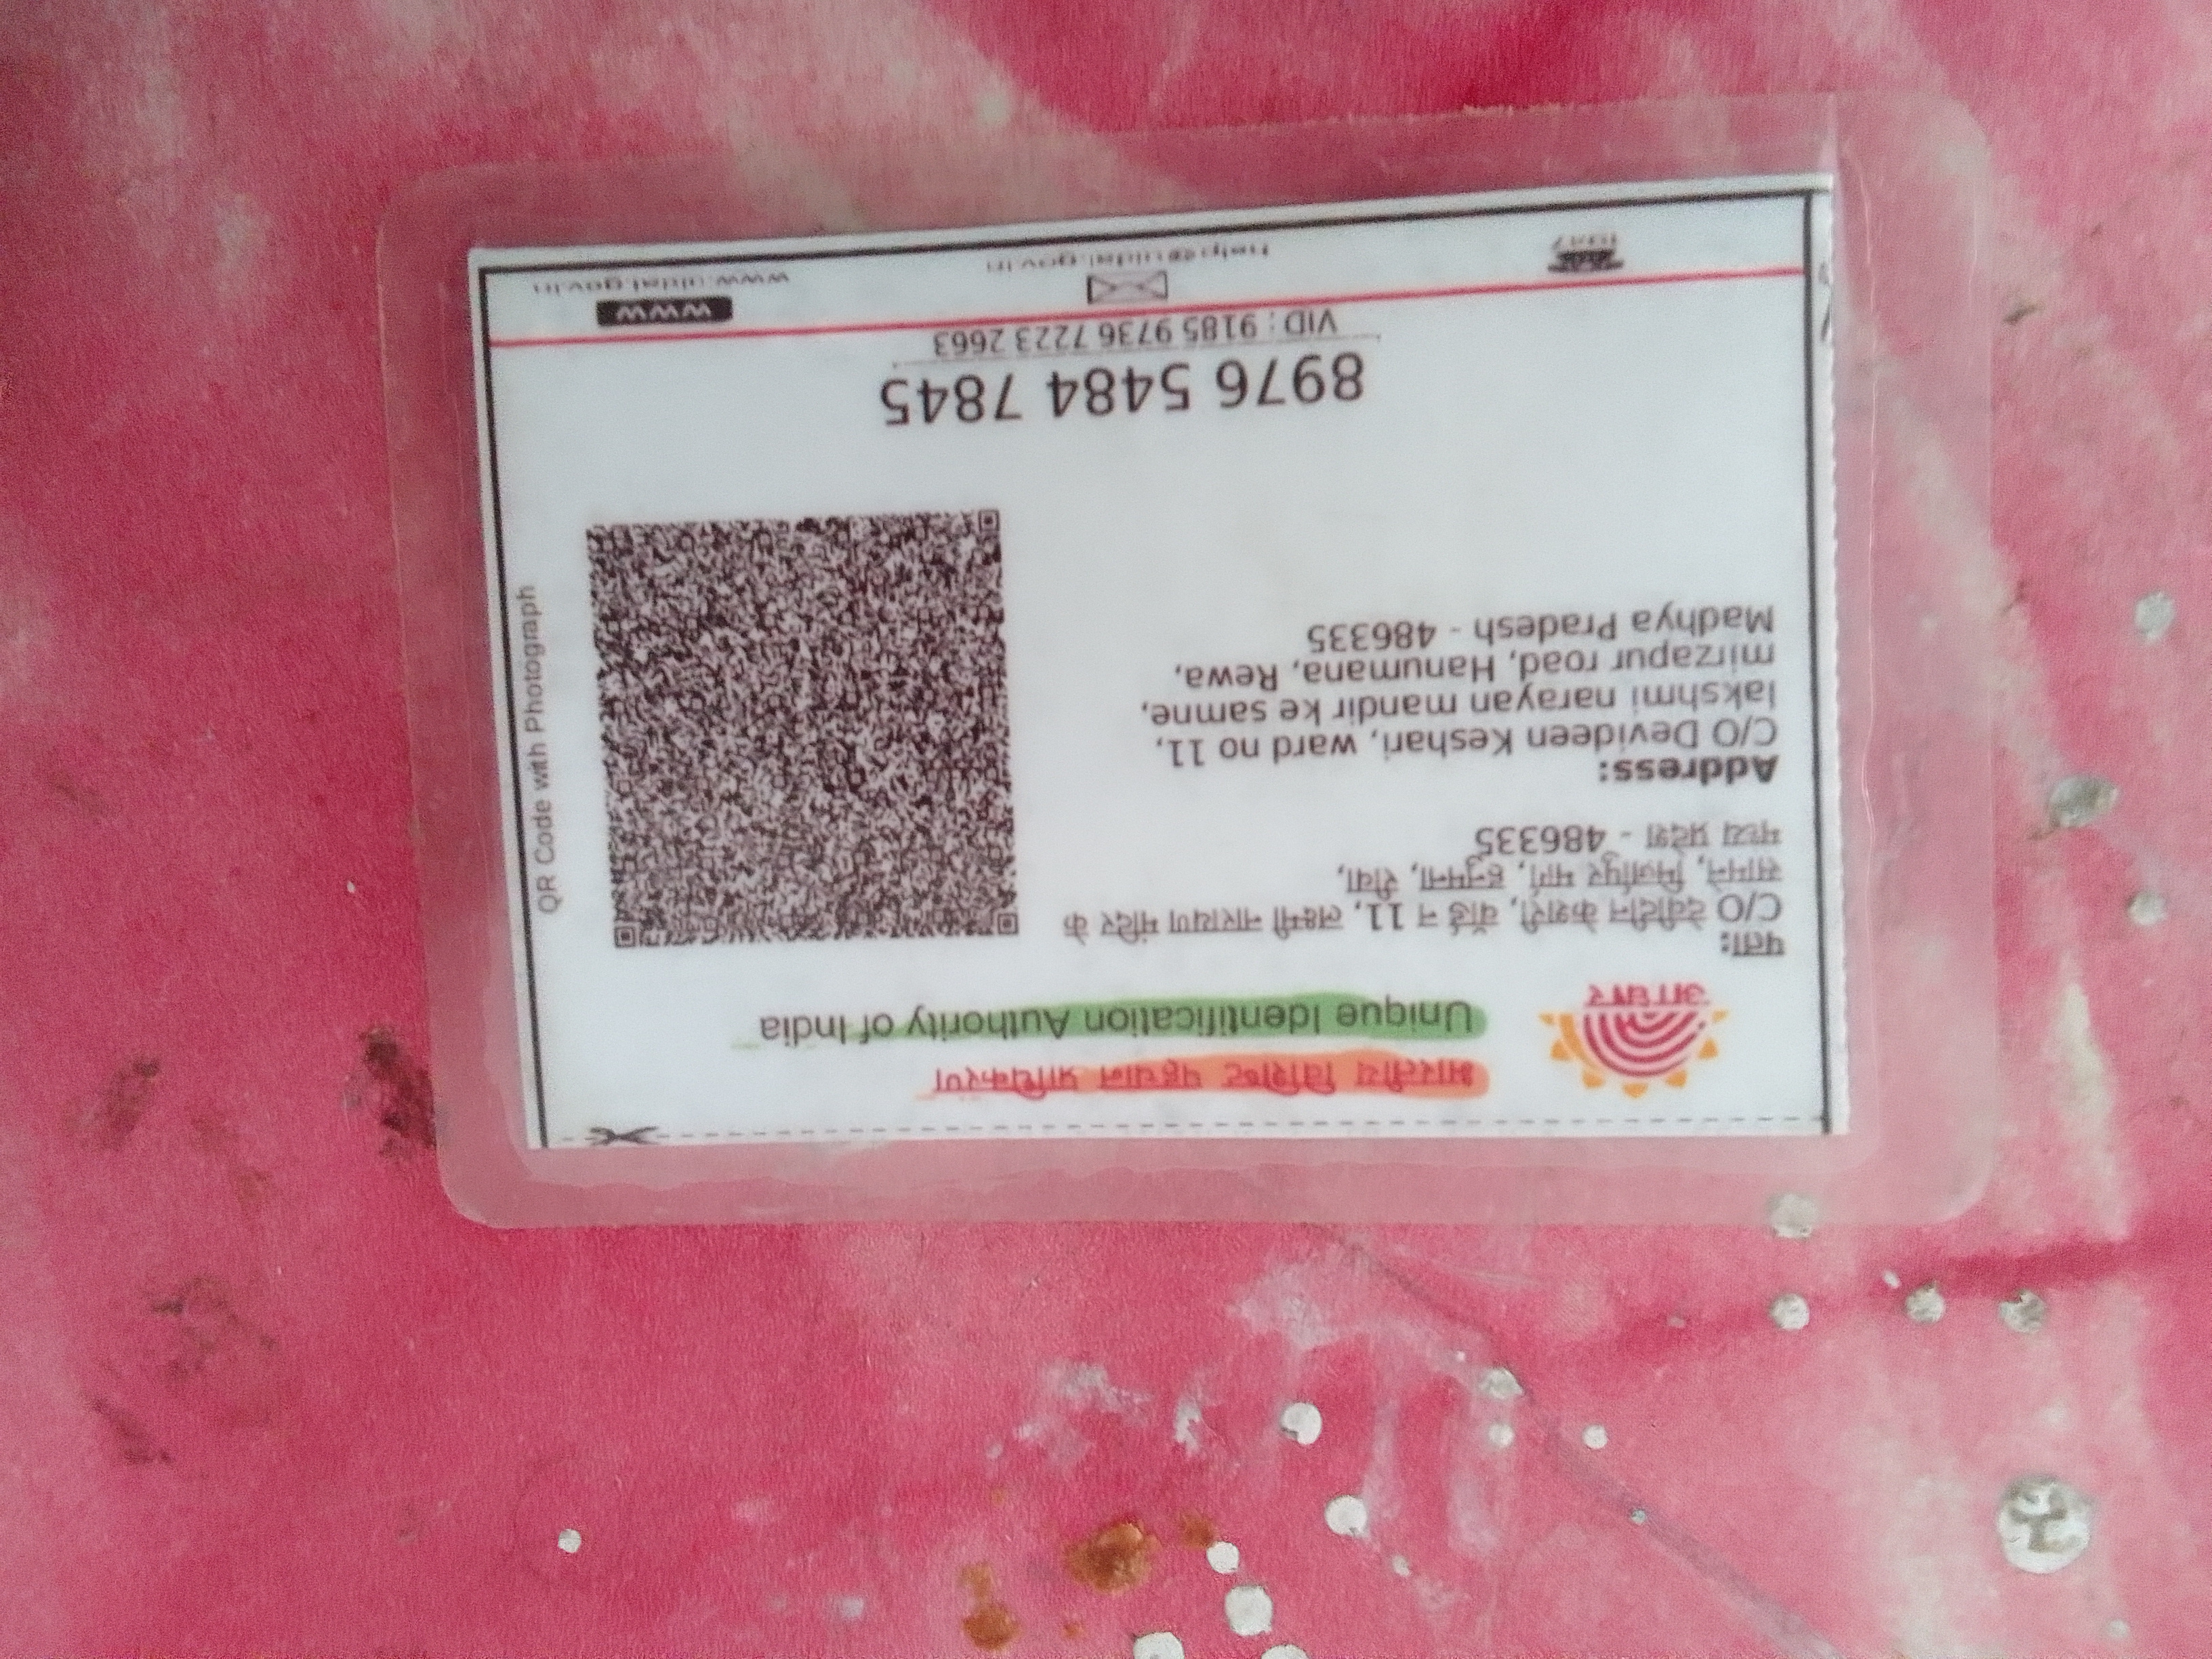 भारतीय विशिष्ट पहचान प्राधिकरण
Unique Identification Authority of India
आधार
पता:
C/O देवीदीन केशरी, वॉर्ड न 11, लक्ष्मी नारायण मंदिर के
सामने, मिर्जापुर मार्ग, हनुमना, रीवा,
मध्य प्रदेश - 486335
Address:
C/O Devideen Keshari, ward no 11,
lakshmi narayan mandir ke samne,
mirzapur road, Hanumana, Rewa,
Madhya Pradesh - 486335
QR Code with Photograph
8976 5484 7845
VID : 9185 9736 7223 2663
1947
help@uidai.gov.in
WWW
www.uidai.gov.in